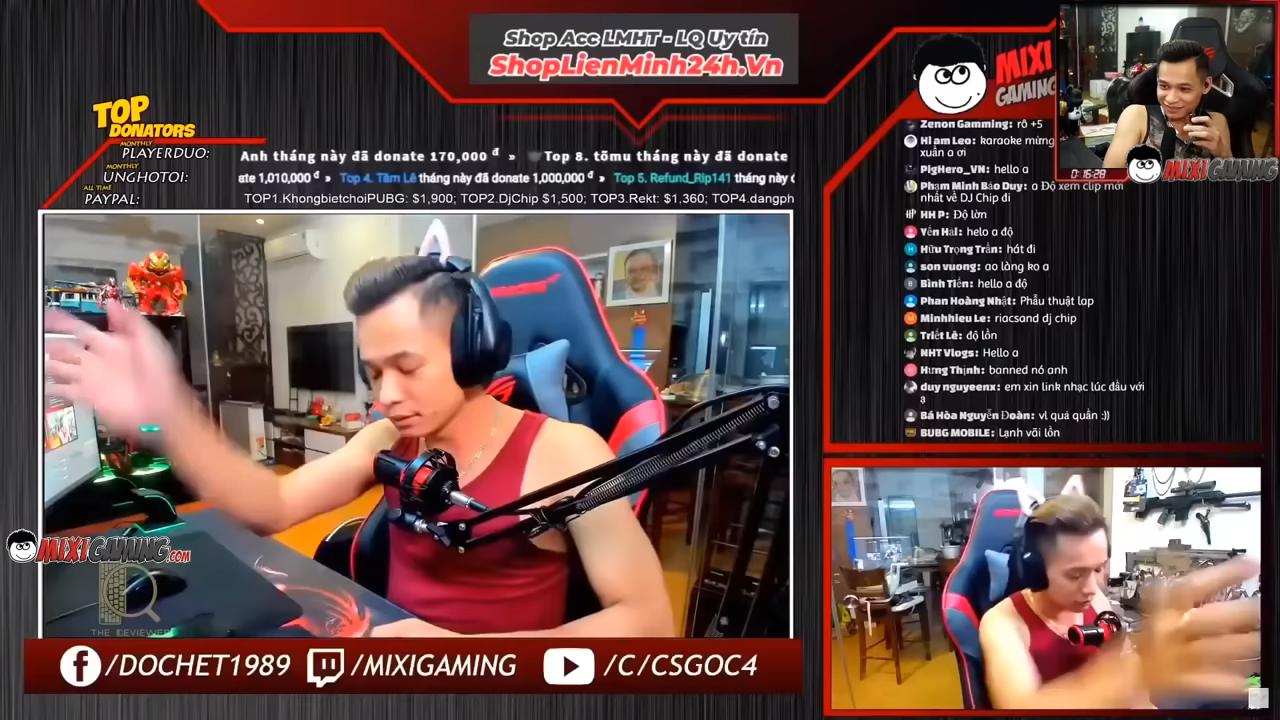 Shop Acc LMHT - LQ Uy tín
ShopLienMinh24h.Vn
TOP
DONATORS
MONTHLY
PLAYERDUO:
MONTHLY
UNGHOTOI:
ALL TIME
PAYPAL:
Anh tháng này đã donate 170,000 đ » Top 8. tõmu tháng này đã donate
ate 1,010,000 đ » Top 4. Tâm Lê tháng này đã donate 1,000,000 đ » Top 5. Refund_Rip141 tháng này
TOP1.KhongbietchoiPUBG: $1,900; TOP2.DjChip $1,500; TOP3.Rekt: $1,360; TOP4.dangph
MIXI
GAMING
0:16:28
MIXIGAMING
Zenon Gamming: rô +5
Hi am Leo: karaoke mừng
xuân a ơi
PigHero_VN: hello a
Phạm Minh Bảo Duy: a Độ xem clip mới
nhất về DJ Chip đi
HH P: Độ lờn
Yến Hải: helo a độ
Hữu Trọng Trần: hát đi
son vuong: ao làng ko a
Bình Tiến: hello a độ
Phan Hoàng Nhật: Phẫu thuật lap
Minhhieu Le: riacsand dj chip
Triết Lê: độ lồn
NHT Vlogs: Hello a
Hưng Thịnh: banned nó anh
duy nguyeenx: em xin link nhạc lúc đầu với
ạ
Bá Hòa Nguyễn Đoàn: vl quá quần :))
BUBG MOBILE: Lạnh vãi lồn
MIXIGAMING.COM
THE REVIEWER
/DOCHET1989
/MIXIGAMING
/C/CSGOC4